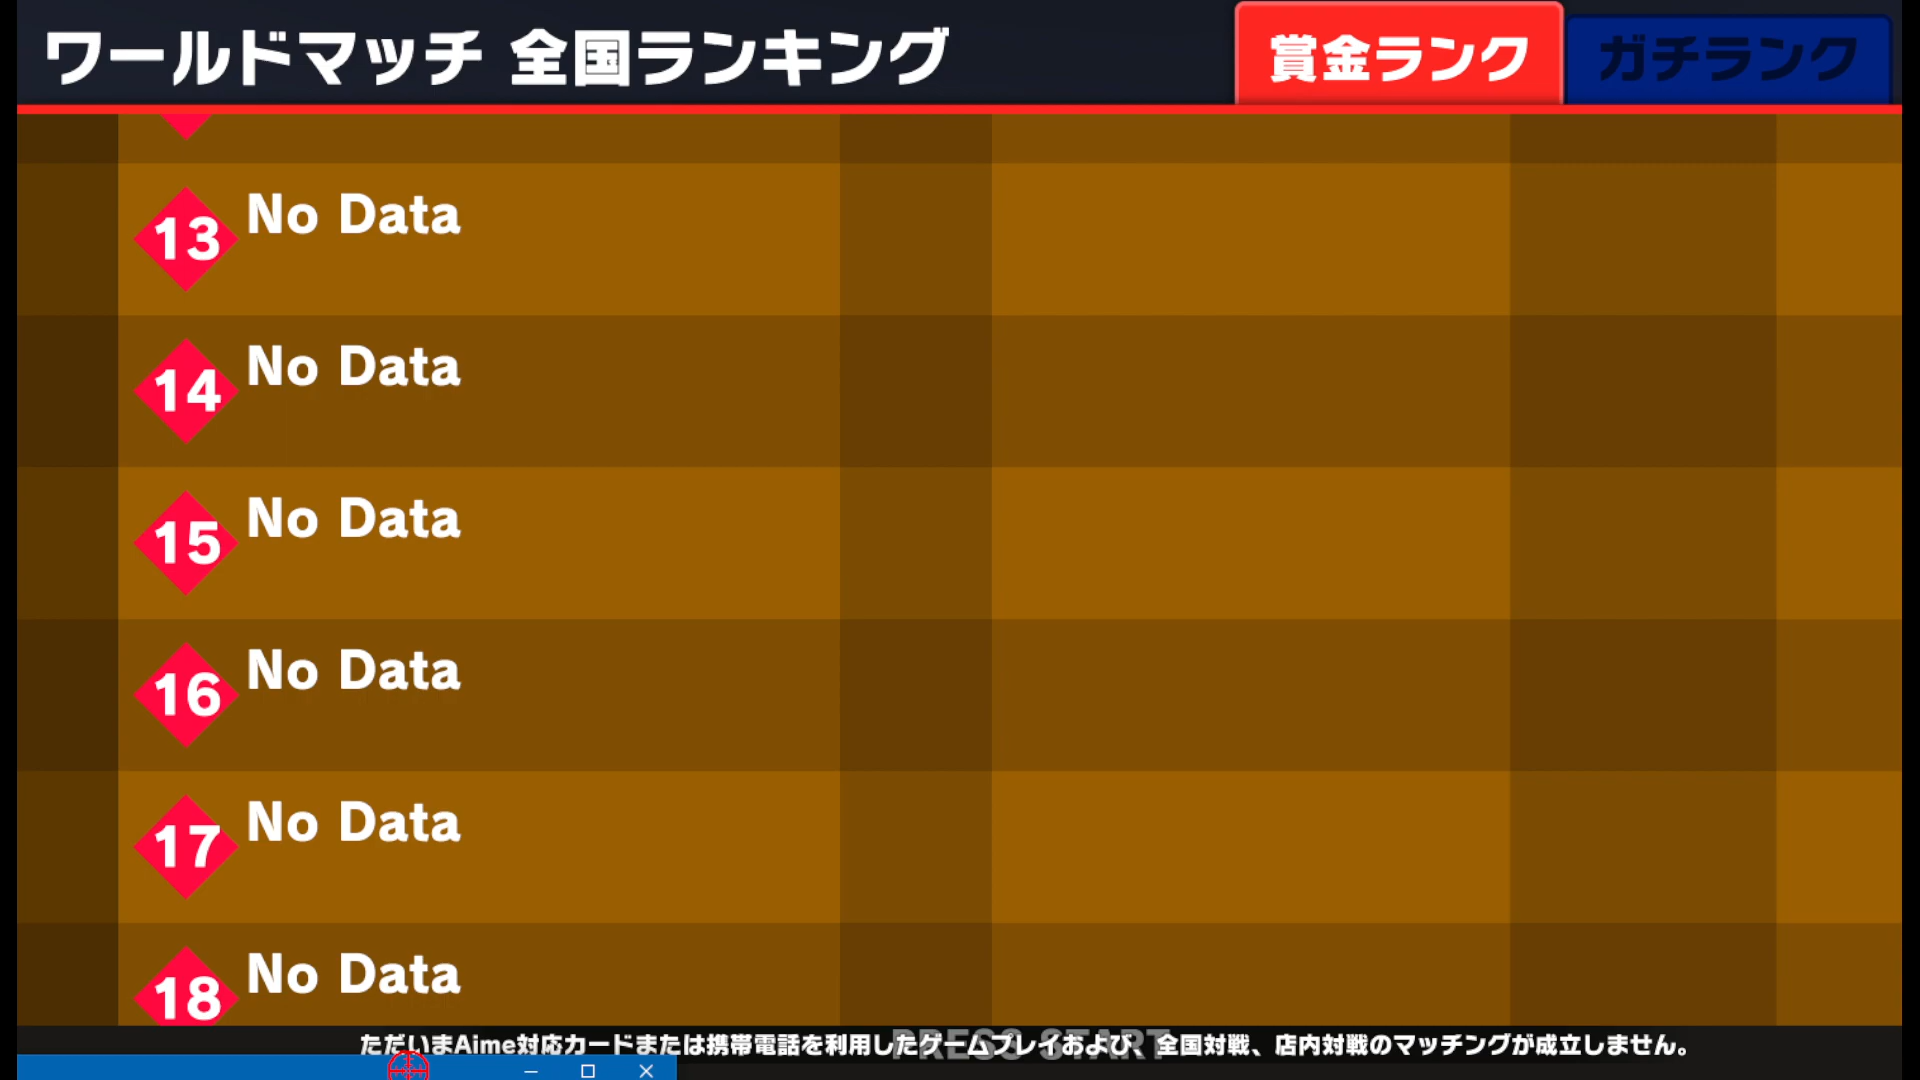 ワールドマッチ 全国ランキング
賞金ランク
ガチランク
13 No Data
14 No Data
15 No Data
16 No Data
17 No Data
18 No Data
PRESS START
ただいまAime対応カードまたは携帯電話を利用したゲームプレイおよび、全国対戦、店内対戦のマッチングが成立しません。